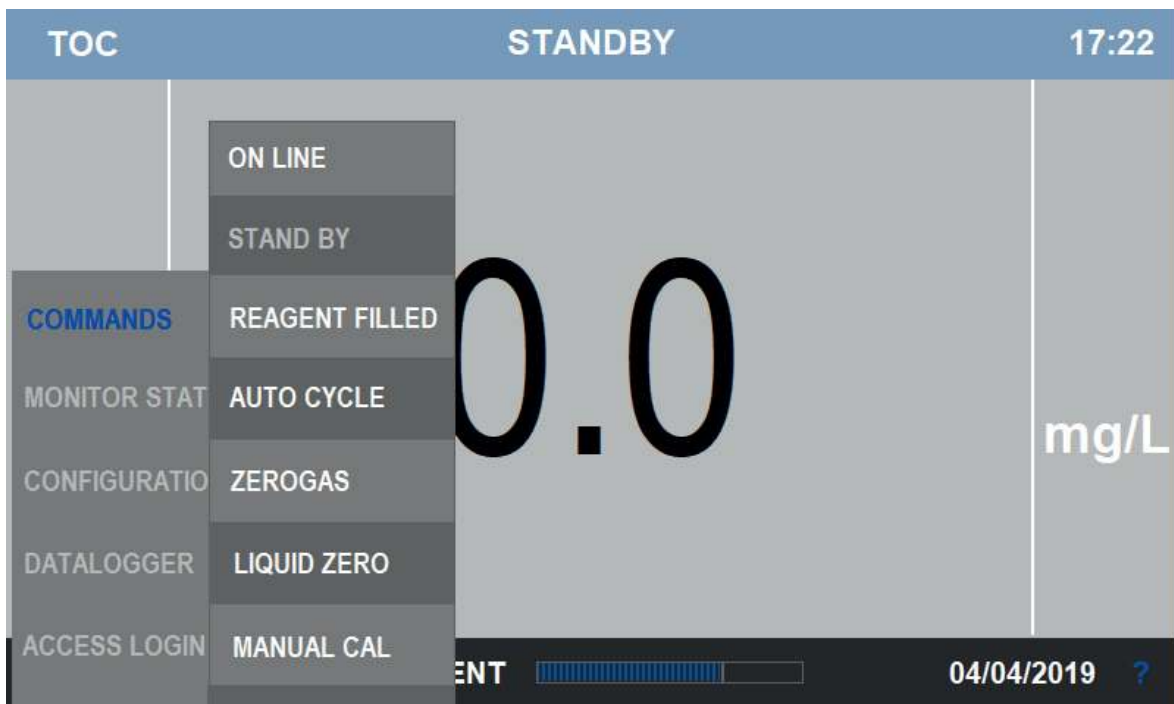 TOC STANDBY 17:22
ON LINE
STAND BY
COMMANDS
REAGENT FILLED
MONITOR STAT
AUTO CYCLE
0.0
mg/L
CONFIGURATIO
ZEROGAS
DATALOGGER
LIQUID ZERO
ACCESS LOGIN
MANUAL CAL
ENT
04/04/2019 ?